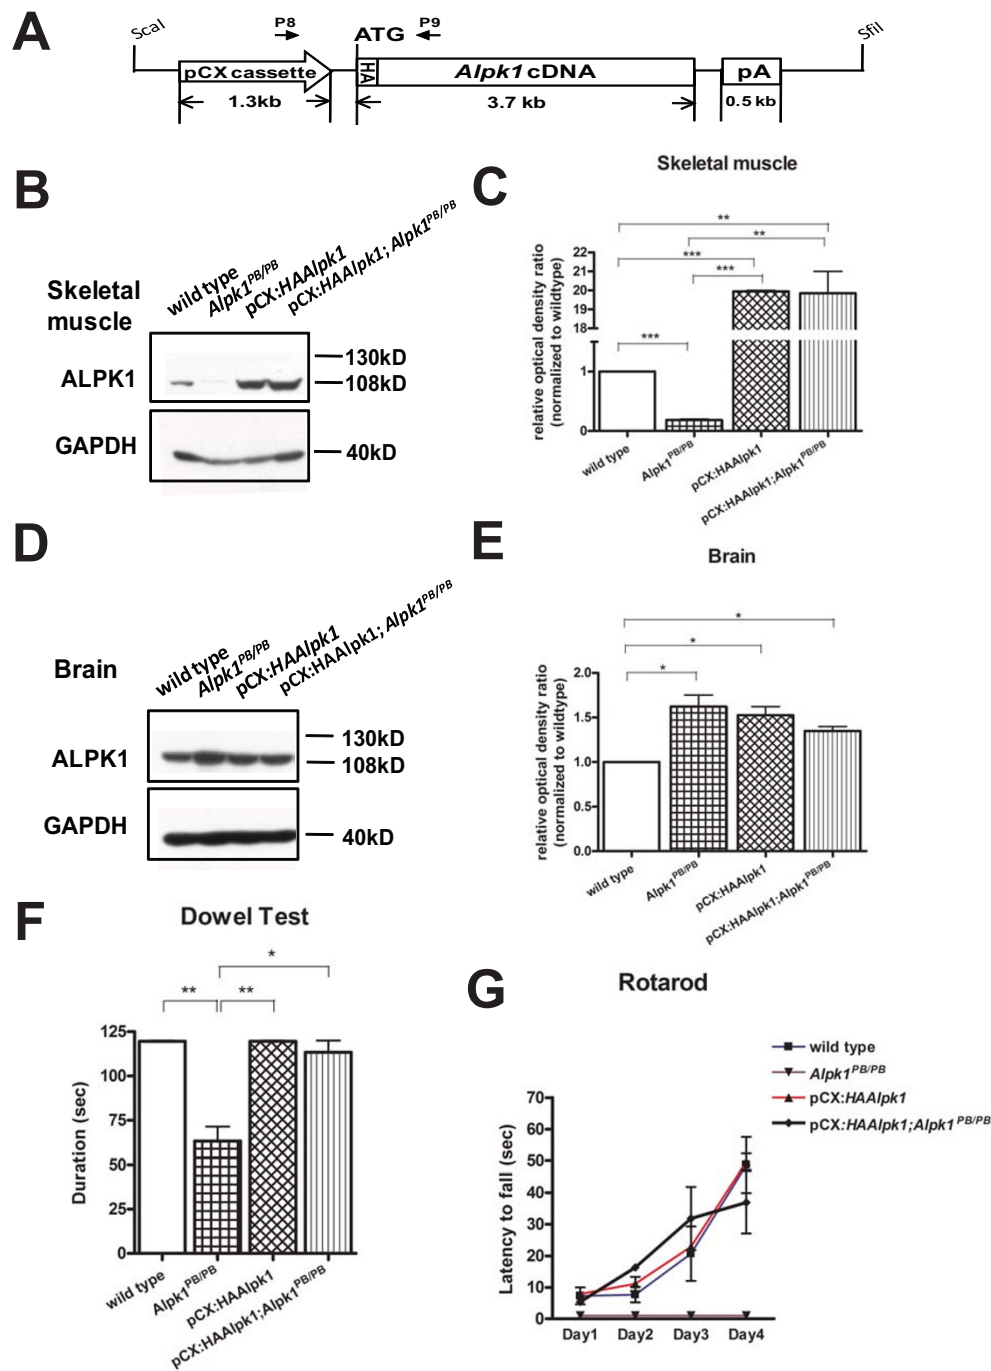 A
ScaI
P8
ATG
P9
SfiI
pCX cassette
HA
Alpk1 cDNA
pA
1.3kb
3.7 kb
0.5 kb
B
Skeletal
muscle
wild type
Alpk1PB/PB
pCX:HAAlpk1
pCX:HAAlpk1; Alpk1PB/PB
ALPK1
130kD
108kD
GAPDH
40kD
C
Skeletal muscle
relative optical density ratio
(normalized to wildtype)
**
**
***
***
***
22
21
20
19
18
1
0
wild type
Alpk1PB/PB
pCX:HAAlpk1
pCX:HAAlpk1;Alpk1PB/PB
D
Brain
wild type
Alpk1PB/PB
pCX:HAAlpk1
pCX:HAAlpk1; Alpk1PB/PB
ALPK1
130kD
108kD
GAPDH
40kD
E
Brain
relative optical density ratio
(normalized to wildtype)
*
*
*
2.0
1.5
1.0
0.5
0.0
wild type
Alpk1PB/PB
pCX:HAAlpk1
pCX:HAAlpk1;Alpk1PB/PB
F
Dowel Test
*
**
**
Duration (sec)
125
100
75
50
25
0
wild type
Alpk1PB/PB
pCX:HAAlpk1
pCX:HAAlpk1;Alpk1PB/PB
G
Rotarod
wild type
Alpk1PB/PB
pCX:HAAlpk1
pCX:HAAlpk1;Alpk1PB/PB
Latency to fall (sec)
70
60
50
40
30
20
10
0
Day1
Day2
Day3
Day4